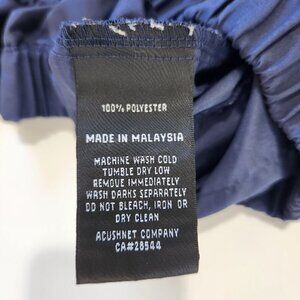 100% POLYESTER
MADE IN MALAYSIA
MACHINE WASH COLD
TUMBLE DRY LOW
REMOVE IMMEDIATELY
WASH DARKS SEPARATELY
DO NOT BLEACH, IRON OR
DRY CLEAN
ACUSHNET COMPANY
CA#28544